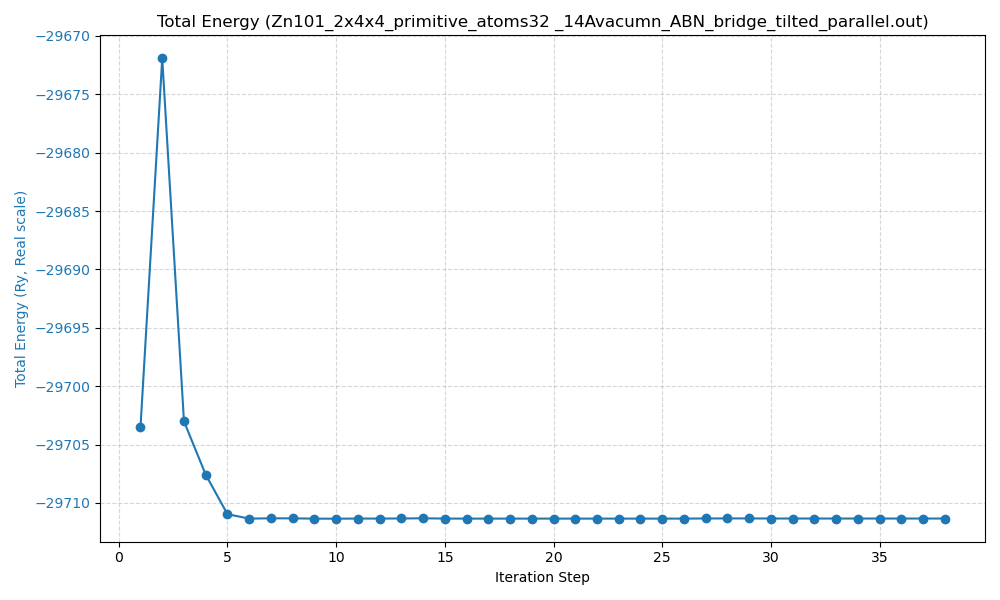 Total Energy (Zn101_2x4x4_primitive_atoms32 _14Avacumn_ABN_bridge_tilted_parallel.out)
Total Energy (Ry, Real scale)
−29670
−29675
−29680
−29685
−29690
−29695
−29700
−29705
−29710
0 5 10 15 20 25 30 35
Iteration Step